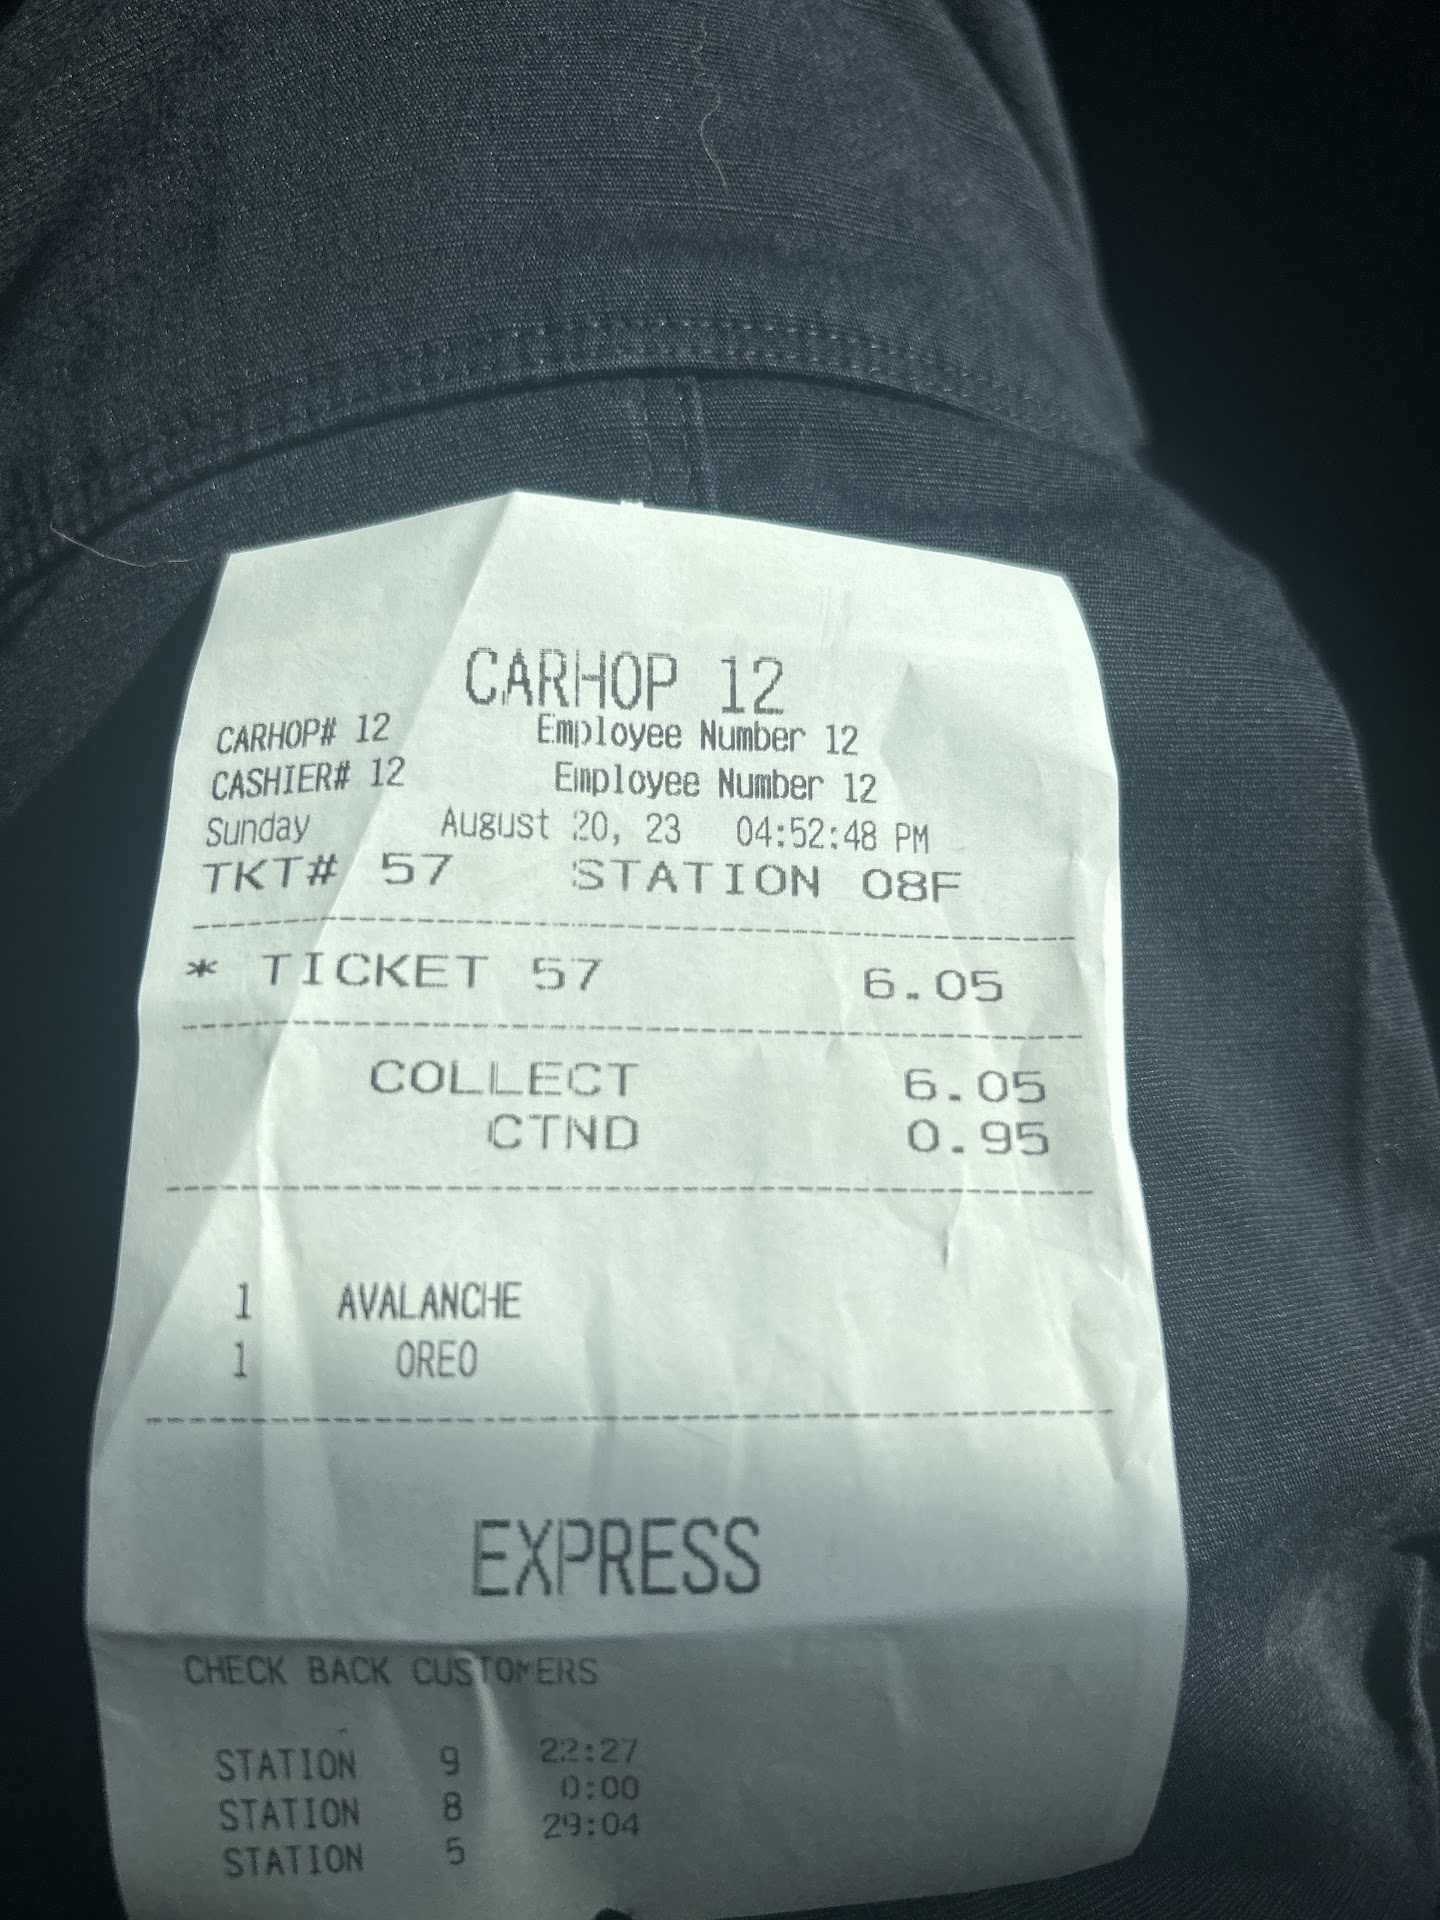 CARHOP 12
CARHOP# 12 Employee Number 12
CASHIER# 12 Employee Number 12
Sunday August 20, 23 04:52:48 PM
TKT# 57 STATION 08F
* TICKET 57 6.05
COLLECT 6.05
CTND 0.95
1 AVALANCHE
1 OREO
EXPRESS
CHECK BACK CUSTOMERS
STATION 9 22:27
STATION 8 0:00
STATION 5 29:04